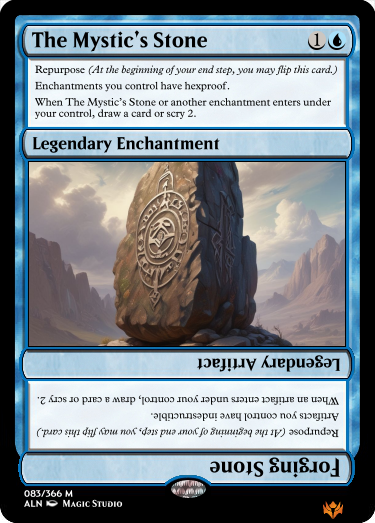 The Mystic's Stone 1
Repurpose (At the beginning of your end step, you may flip this card.)
Enchantments you control have hexproof.
When The Mystic's Stone or another enchantment enters under
your control, draw a card or scry 2.
Legendary Enchantment
Legendary Artifact
When an artifact enters under your control, draw a card or scry 2.
Artifacts you control have indestructible.
Repurpose (At the beginning of your end step, you may flip this card.)
Forging Stone
083/366 M
ALN Magic Studio